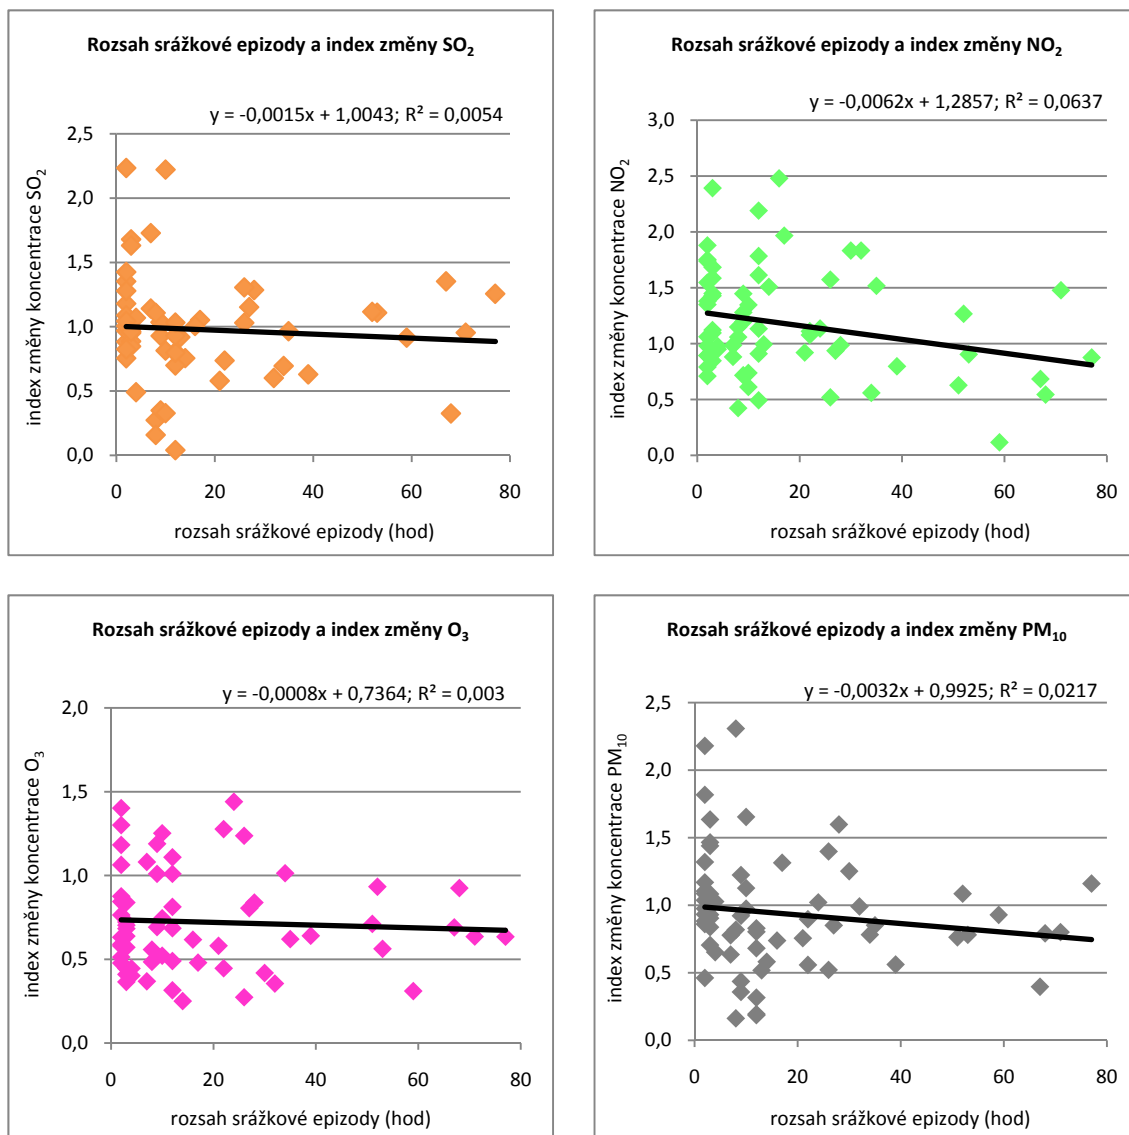 Rozsah srážkové epizody a index změny SO₂
y = -0,0015x + 1,0043; R² = 0,0054
index změny koncentrace SO₂
2,5
2,0
1,5
1,0
0,5
0,0
0 20 40 60 80
rozsah srážkové epizody (hod)
Rozsah srážkové epizody a index změny NO₂
y = -0,0062x + 1,2857; R² = 0,0637
index změny koncentrace NO₂
3,0
2,5
2,0
1,5
1,0
0,5
0,0
0 20 40 60 80
rozsah srážkové epizody (hod)
Rozsah srážkové epizody a index změny O₃
y = -0,0008x + 0,7364; R² = 0,003
index změny koncentrace O₃
2,0
1,5
1,0
0,5
0,0
0 20 40 60 80
rozsah srážkové epizody (hod)
Rozsah srážkové epizody a index změny PM₁₀
y = -0,0032x + 0,9925; R² = 0,0217
index změny koncentrace PM₁₀
2,5
2,0
1,5
1,0
0,5
0,0
0 20 40 60 80
rozsah srážkové epizody (hod)